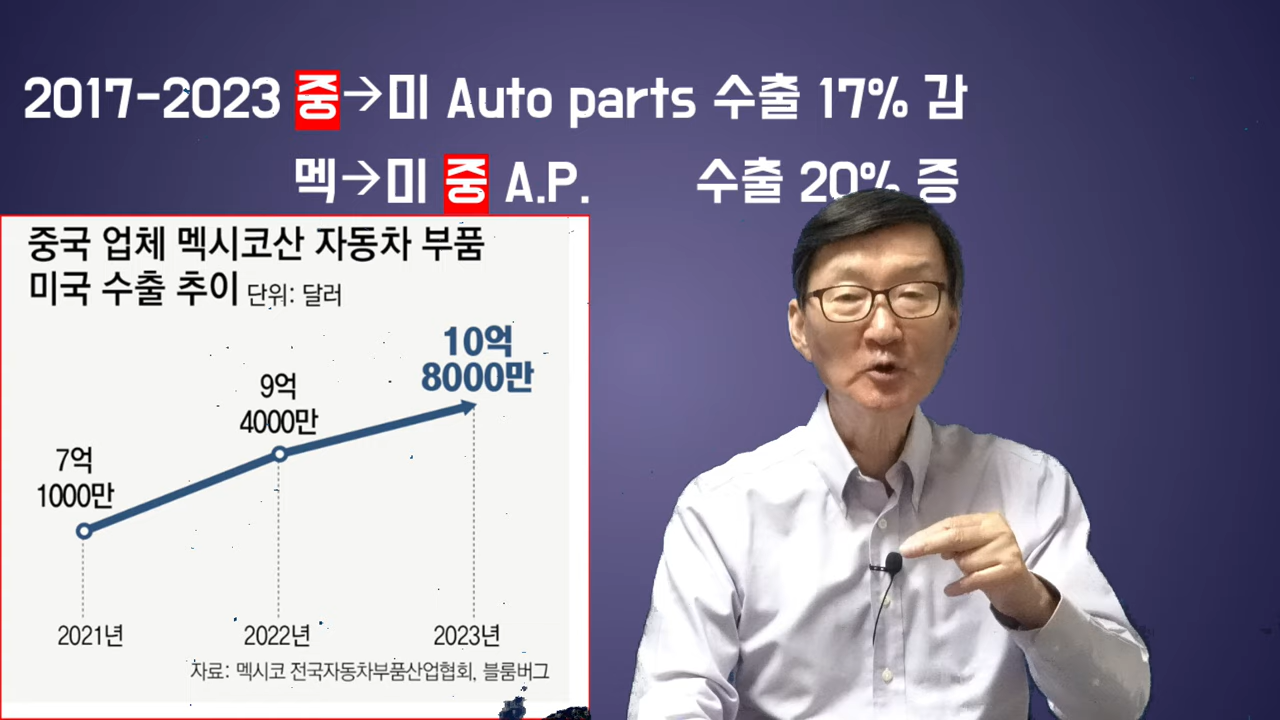 2017-2023 중→미 Auto parts 수출 17% 감
멕→미 중 A.P. 수출 20% 증
중국 업체 멕시코산 자동차 부품
미국 수출 추이 단위: 달러
10억
8000만
9억
4000만
7억
1000만
2021년 2022년 2023년
자료: 멕시코 전국자동차부품산업협회, 블룸버그